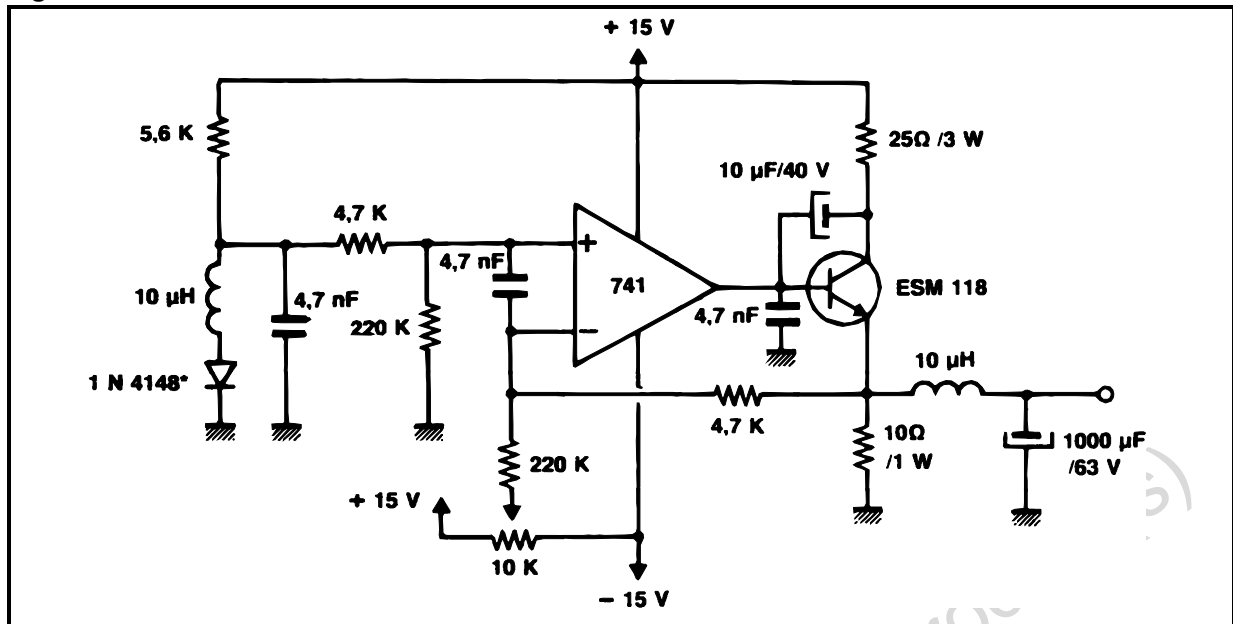 + 15 V
5,6 K
25Ω /3 W
10 µF/40 V
4,7 K
+
4,7 nF
741
ESM 118
10 µH
4,7 nF
220 K
4,7 nF
−
10 µH
1 N 4148*
4,7 K
10Ω
/1 W
1000 µF
/63 V
220 K
+ 15 V
10 K
− 15 V